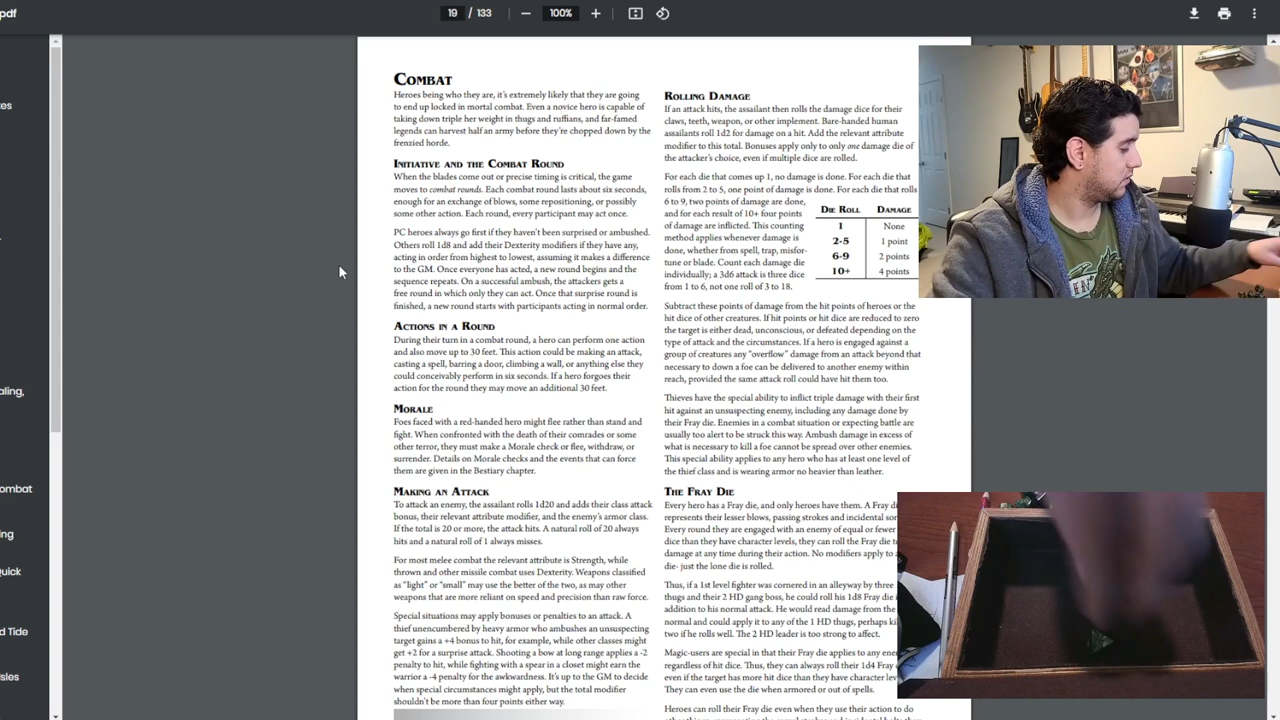 pdf
19 / 133
100%
tes
aling,
ombat
ing
Quick
d Tide
Isles
COMBAT
Heroes being who they are, it's extremely likely that they are going
to end up locked in mortal combat. Even a novice hero is capable of
taking down triple her weight in thugs and ruffians, and far-famed
legends can harvest half an army before they're chopped down by the
frenzied horde.
INITIATIVE AND THE COMBAT ROUND
When the blades come out or precise timing is critical, the game
moves to combat rounds. Each combat round lasts about six seconds,
enough for an exchange of blows, some repositioning, or possibly
some other action. Each round, every participant may act once.
PC heroes always go first if they haven't been surprised or ambushed.
Others roll 1d8 and add their Dexterity modifiers if they have any,
acting in order from highest to lowest, assuming it makes a difference
to the GM. Once everyone has acted, a new round begins and the
sequence repeats. On a successful ambush, the attackers gets a
free round in which only they can act. Once that surprise round is
finished, a new round starts with participants acting in normal order.
ACTIONS IN A ROUND
During their turn in a combat round, a hero can perform one action
and also move up to 30 feet. This action could be making an attack,
casting a spell, barring a door, climbing a wall, or anything else they
could conceivably perform in six seconds. If a hero forgoes their
action for the round they may move an additional 30 feet.
MORALE
Foes faced with a red-handed hero might flee rather than stand and
fight. When confronted with the death of their comrades or some
other terror, they must make a Morale check or flee, withdraw, or
surrender. Details on Morale checks and the events that can force
them are given in the Bestiary chapter.
MAKING AN ATTACK
To attack an enemy, the assailant rolls 1d20 and adds their class attack
bonus, their relevant attribute modifier, and the enemy's armor class.
If the total is 20 or more, the attack hits. A natural roll of 20 always
hits and a natural roll of 1 always misses.
For most melee combat the relevant attribute is Strength, while
thrown and other missile combat uses Dexterity. Weapons classified
as "light" or "small" may use the better of the two, as may other
weapons that are more reliant on speed and precision than raw force.
Special situations may apply bonuses or penalties to an attack. A
thief unencumbered by heavy armor who ambushes an unsuspecting
target gains a +4 bonus to hit, for example, while other classes might
get +2 for a surprise attack. Shooting a bow at long range applies a -2
penalty to hit, while fighting with a spear in a closet might earn the
warrior a -4 penalty for the awkwardness. It's up to the GM to decide
when special circumstances might apply, but the total modifier
shouldn't be more than four points either way.
ROLLING DAMAGE
If an attack hits, the assailant then rolls the damage dice for their
claws, teeth, weapon, or other implement. Bare-handed human
assailants roll 1d2 for damage on a hit. Add the relevant attribute
modifier to this total. Bonuses apply only to only one damage die of
the attacker's choice, even if multiple dice are rolled.
For each die that comes up 1, no damage is done. For each die that
rolls from 2 to 5, one point of damage is done. For each die that rolls
6 to 9, two points of damage are done,
and for each result of 10+ four points
of damage are inflicted. This counting
method applies whenever damage is
done, whether from spell, trap, misfor-
tune or blade. Count each damage die
individually; a 3d6 attack is three dice
from 1 to 6, not one roll of 3 to 18.
DIE ROLL DAMAGE
1 None
2-5 1 point
6-9 2 points
10+ 4 points
Subtract these points of damage from the hit points of heroes or the
hit dice of other creatures. If hit points or hit dice are reduced to zero
the target is either dead, unconscious, or defeated depending on the
type of attack and the circumstances. If a hero is engaged against a
group of creatures any "overflow" damage from an attack beyond that
necessary to down a foe can be delivered to another enemy within
reach, provided the same attack roll could have hit them too.
Thieves have the special ability to inflict triple damage with their first
hit against an unsuspecting enemy, including any damage done by
their Fray die. Enemies in a combat situation or expecting battle are
usually too alert to be struck this way. Ambush damage in excess of
what is necessary to kill a foe cannot be spread over other enemies.
This special ability applies to any hero who has at least one level of
the thief class and is wearing armor no heavier than leather.
THE FRAY DIE
Every hero has a Fray die, and only heroes have them. A Fray di
represents their lesser blows, passing strokes and incidental sor
Every round they are engaged with an enemy of equal or fewer
dice than they have character levels, they can roll the Fray die t
damage at any time during their action. No modifiers apply to
die- just the lone die is rolled.
Thus, if a 1st level fighter was cornered in an alleyway by three
thugs and their 2 HD gang boss, he could roll his 1d8 Fray die i
addition to his normal attack. He would read damage from the
normal and could apply it to any of the 1 HD thugs, perhaps ki
two if he rolls well. The 2 HD leader is too strong to affect.
Magic-users are special in that their Fray die applies to any ene
regardless of hit dice. Thus, they can always roll their 1d4 Fray
even if the target has more hit dice than they have character lev
They can even use the die when armored or out of spells.
Heroes can roll their Fray die even when they use their action to do